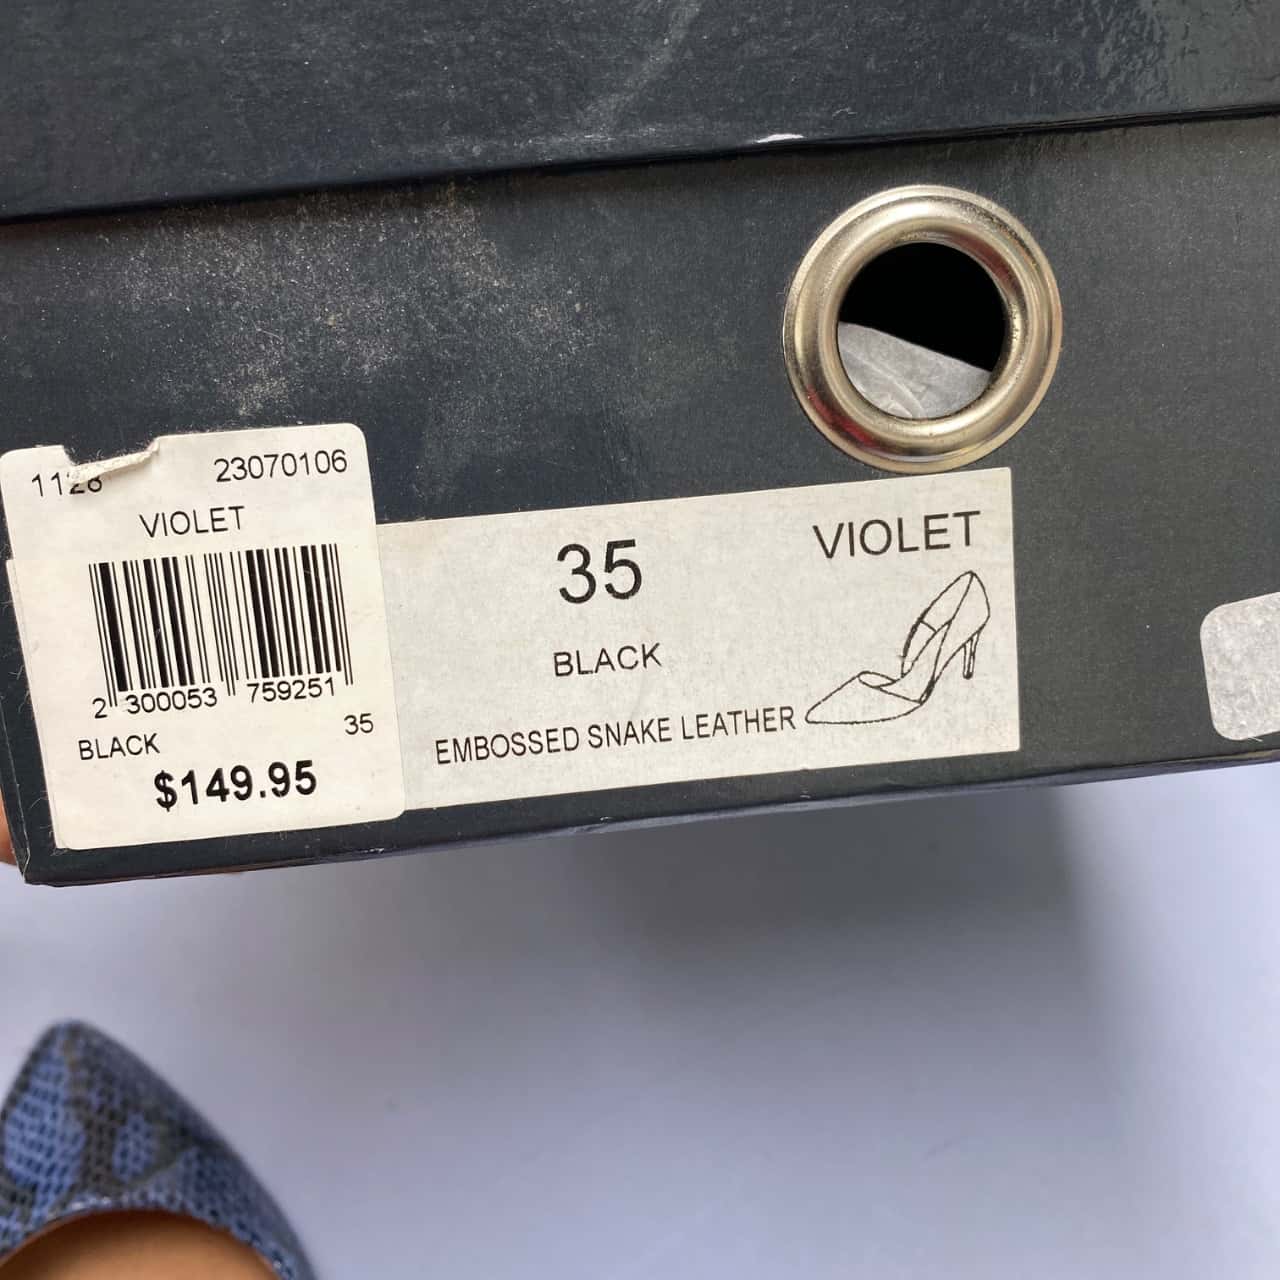 1128 23070106
VIOLET
2 300053 759251
BLACK 35
$149.95
35 VIOLET
BLACK
EMBOSSED SNAKE LEATHER